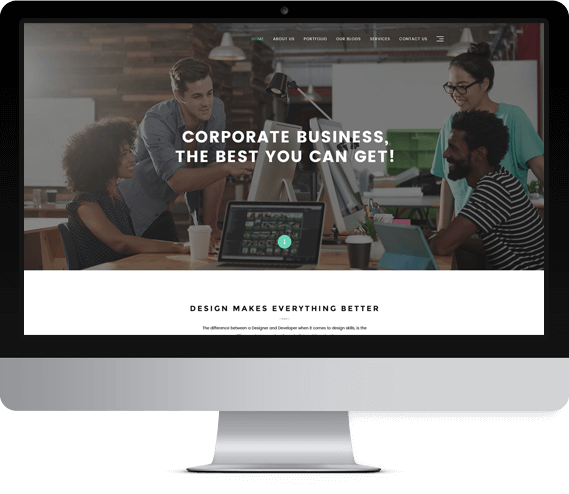 HOME ABOUT US PORTFOLIO OUR BLOGS SERVICES CONTACT US
CORPORATE BUSINESS,
THE BEST YOU CAN GET!
DESIGN MAKES EVERYTHING BETTER
The difference between a Designer and Developer when it comes to design skills, is the